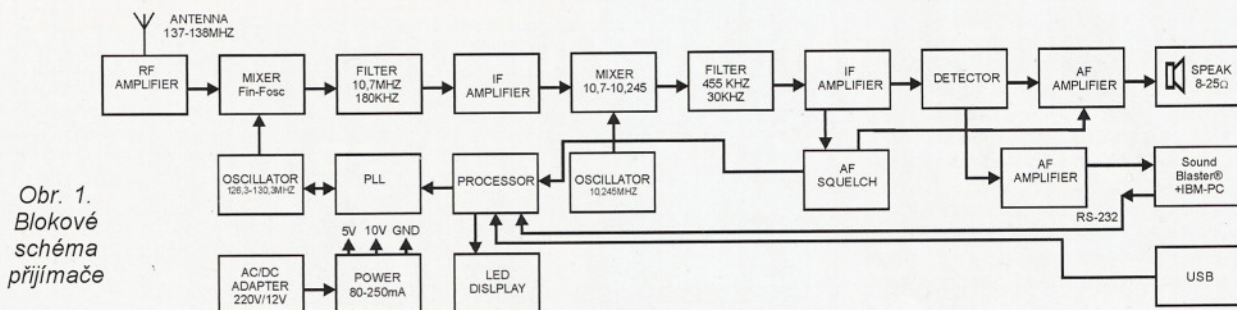 ANTENNA
137-138MHZ
RF
AMPLIFIER
MIXER
Fin-Fosc
FILTER
10,7MHZ
180KHZ
IF
AMPLIFIER
MIXER
10,7-10,245
FILTER
455 KHZ
30KHZ
IF
AMPLIFIER
DETECTOR
AF
AMPLIFIER
SPEAK
8-25Ω
OSCILLATOR
126,3-130,3MHZ
PLL
PROCESSOR
OSCILLATOR
10,245MHZ
AF
SQUELCH
AF
AMPLIFIER
Sound
Blaster®
+IBM-PC
RS-232
5V 10V GND
AC/DC
ADAPTER
220V/12V
POWER
80-250mA
LED
DISLPLAY
USB
Obr. 1.
Blokové
schéma
přijímače